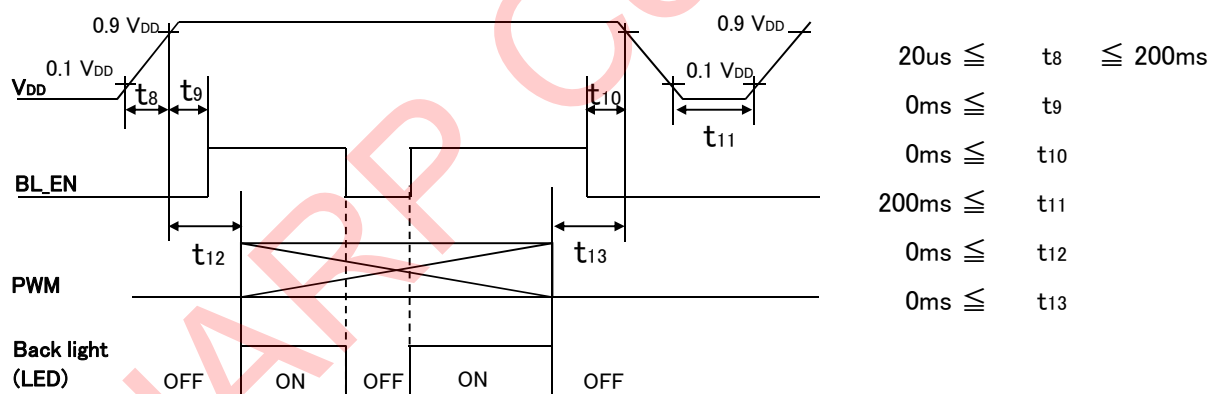 0.9 VDD
0.9 VDD
20us ≦ t8 ≦ 200ms
0.1 VDD
0.1 VDD
VDD
t8
t9
t10
0ms ≦ t9
t11
0ms ≦ t10
BL_EN
200ms ≦ t11
t12
t13
0ms ≦ t12
PWM
0ms ≦ t13
Back light
(LED)
OFF ON OFF ON OFF